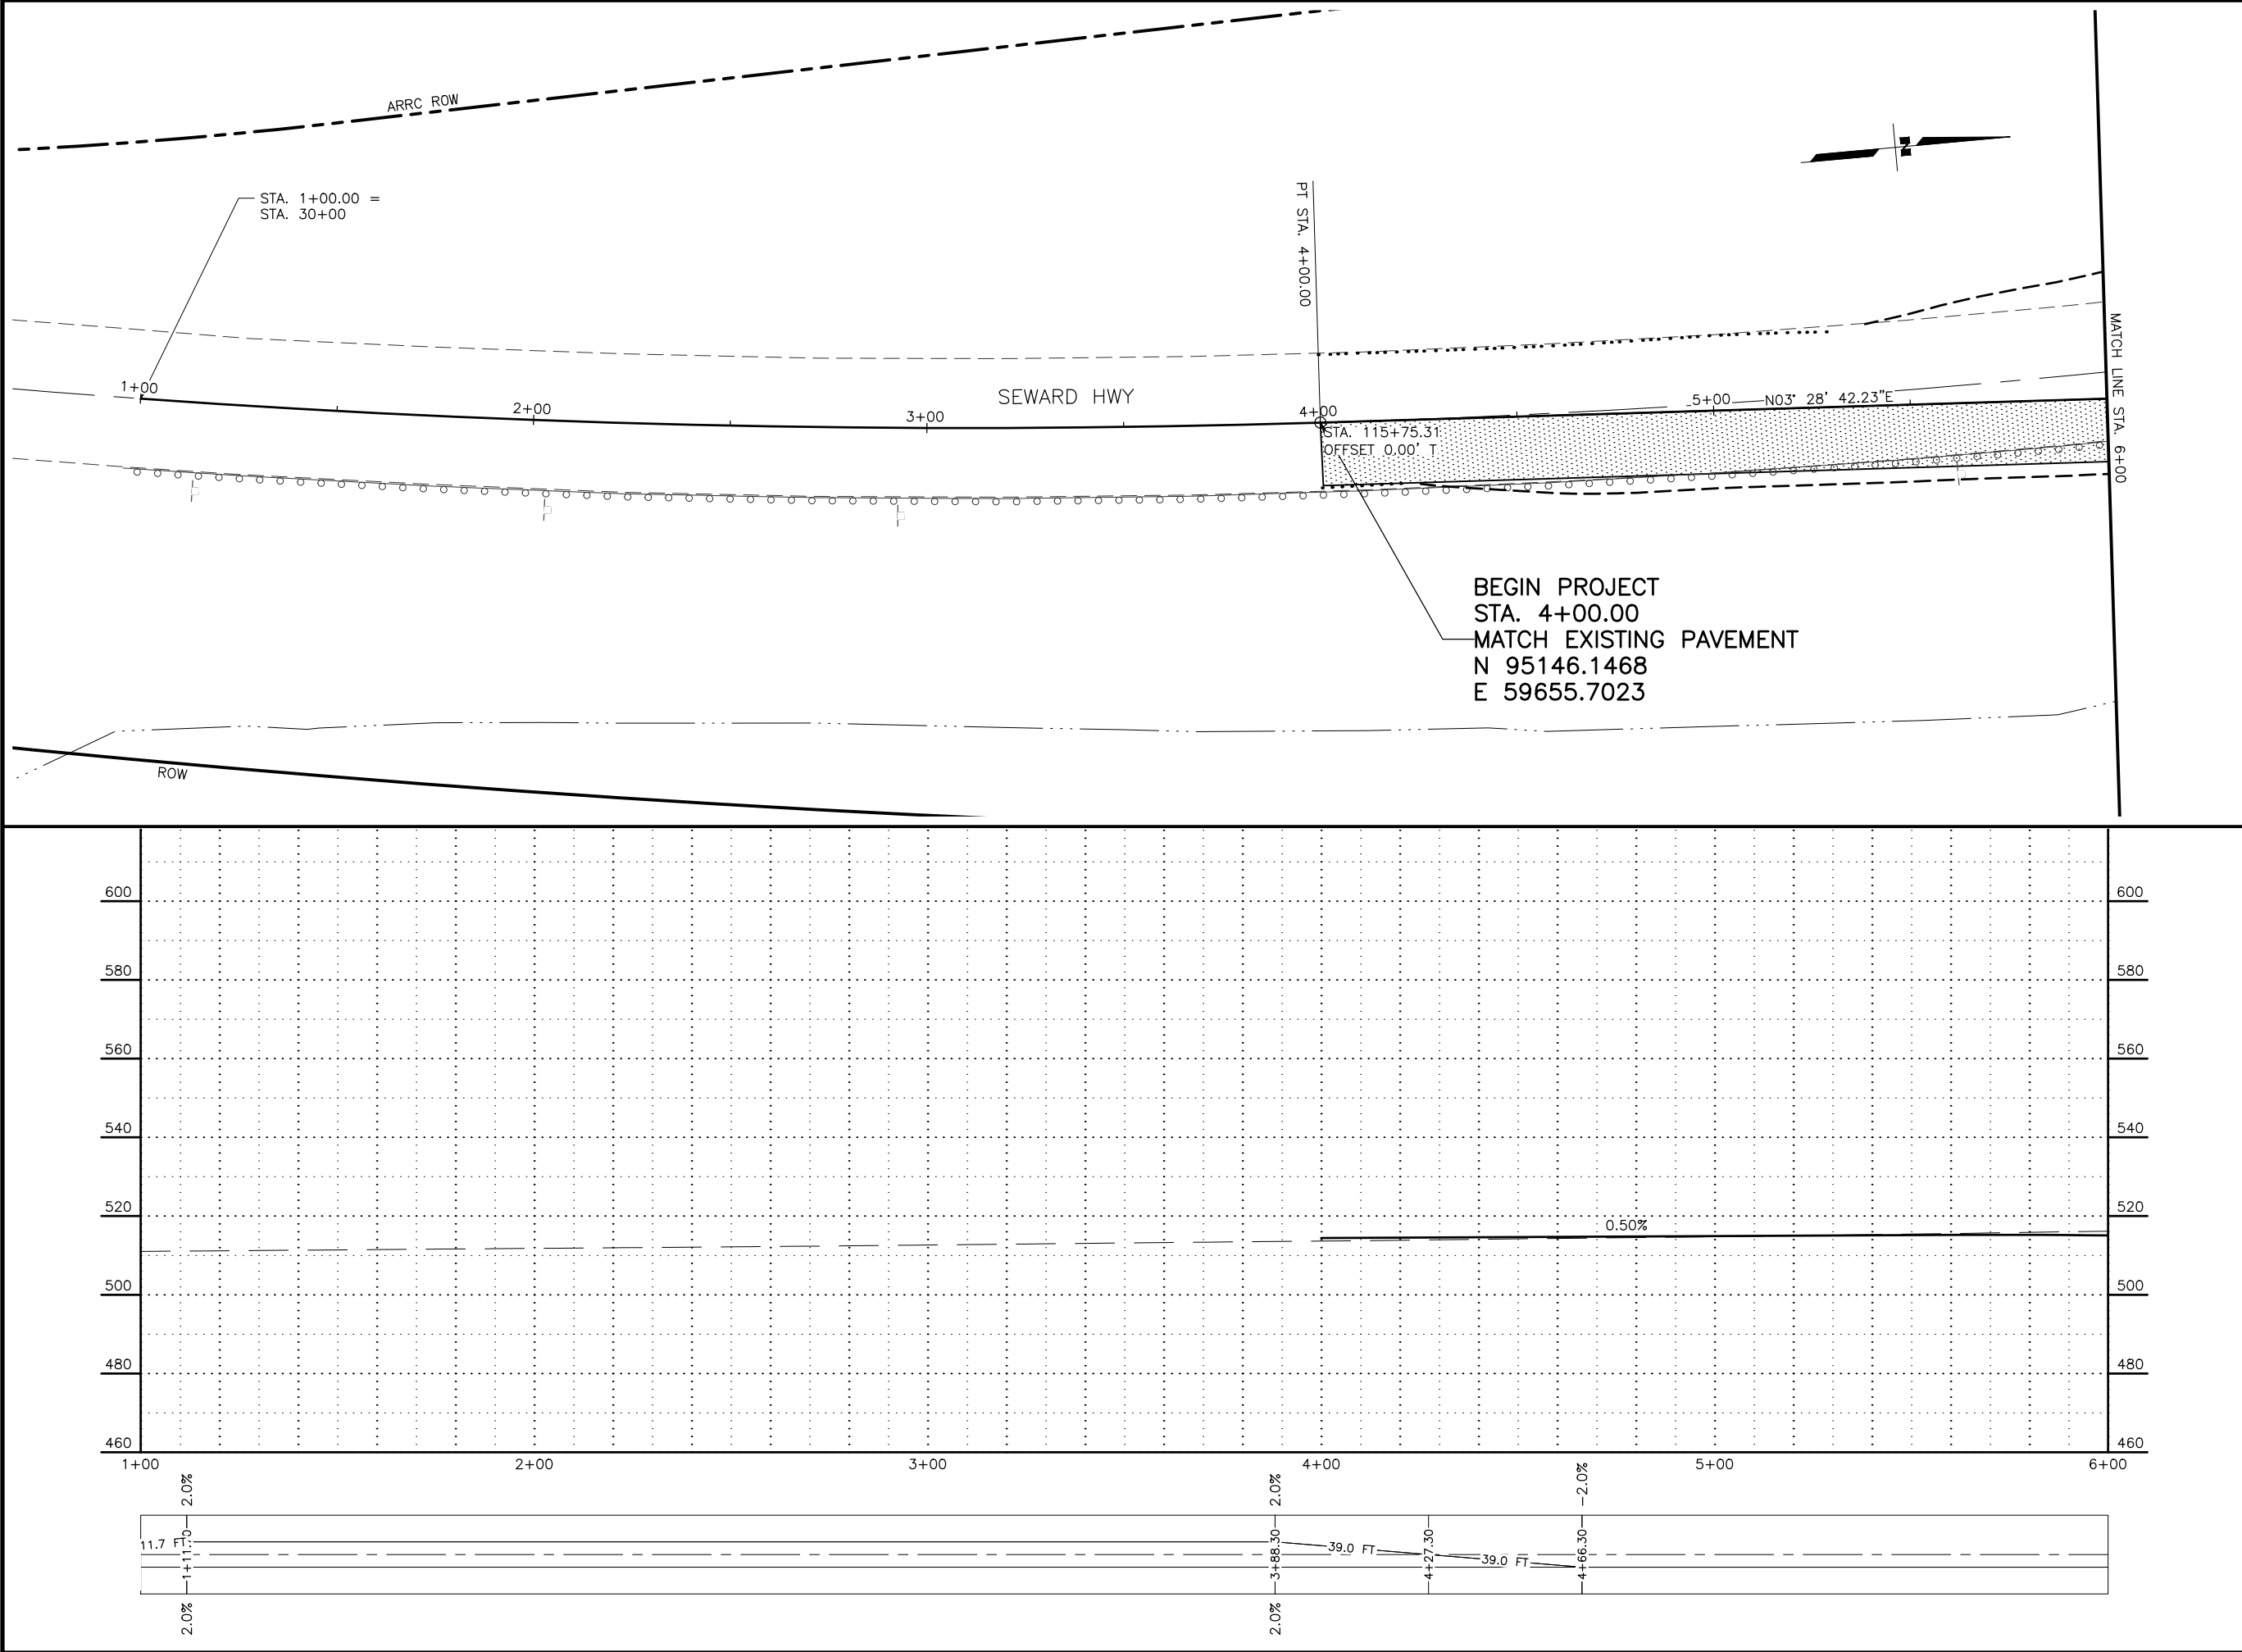 ARRC ROW
STA. 1+00.00 =
STA. 30+00
PT STA. 4+00.00
MATCH LINE STA. 6+00
SEWARD HWY
1+00
2+00
3+00
4+00
5+00
N03° 28' 42.23"E
STA. 115+75.31
OFFSET 0.00' T
BEGIN PROJECT
STA. 4+00.00
MATCH EXISTING PAVEMENT
N 95146.1468
E 59655.7023
ROW
600 600
580 580
560 560
540 540
520 520
0.50%
500 500
480 480
460 460
1+00 2+00 3+00 4+00 5+00 6+00
2.0% 2.0% -2.0%
11.7 FT
3+88.30
39.0 FT
4+27.30
39.0 FT
4+66.30
2.0% 2.0%